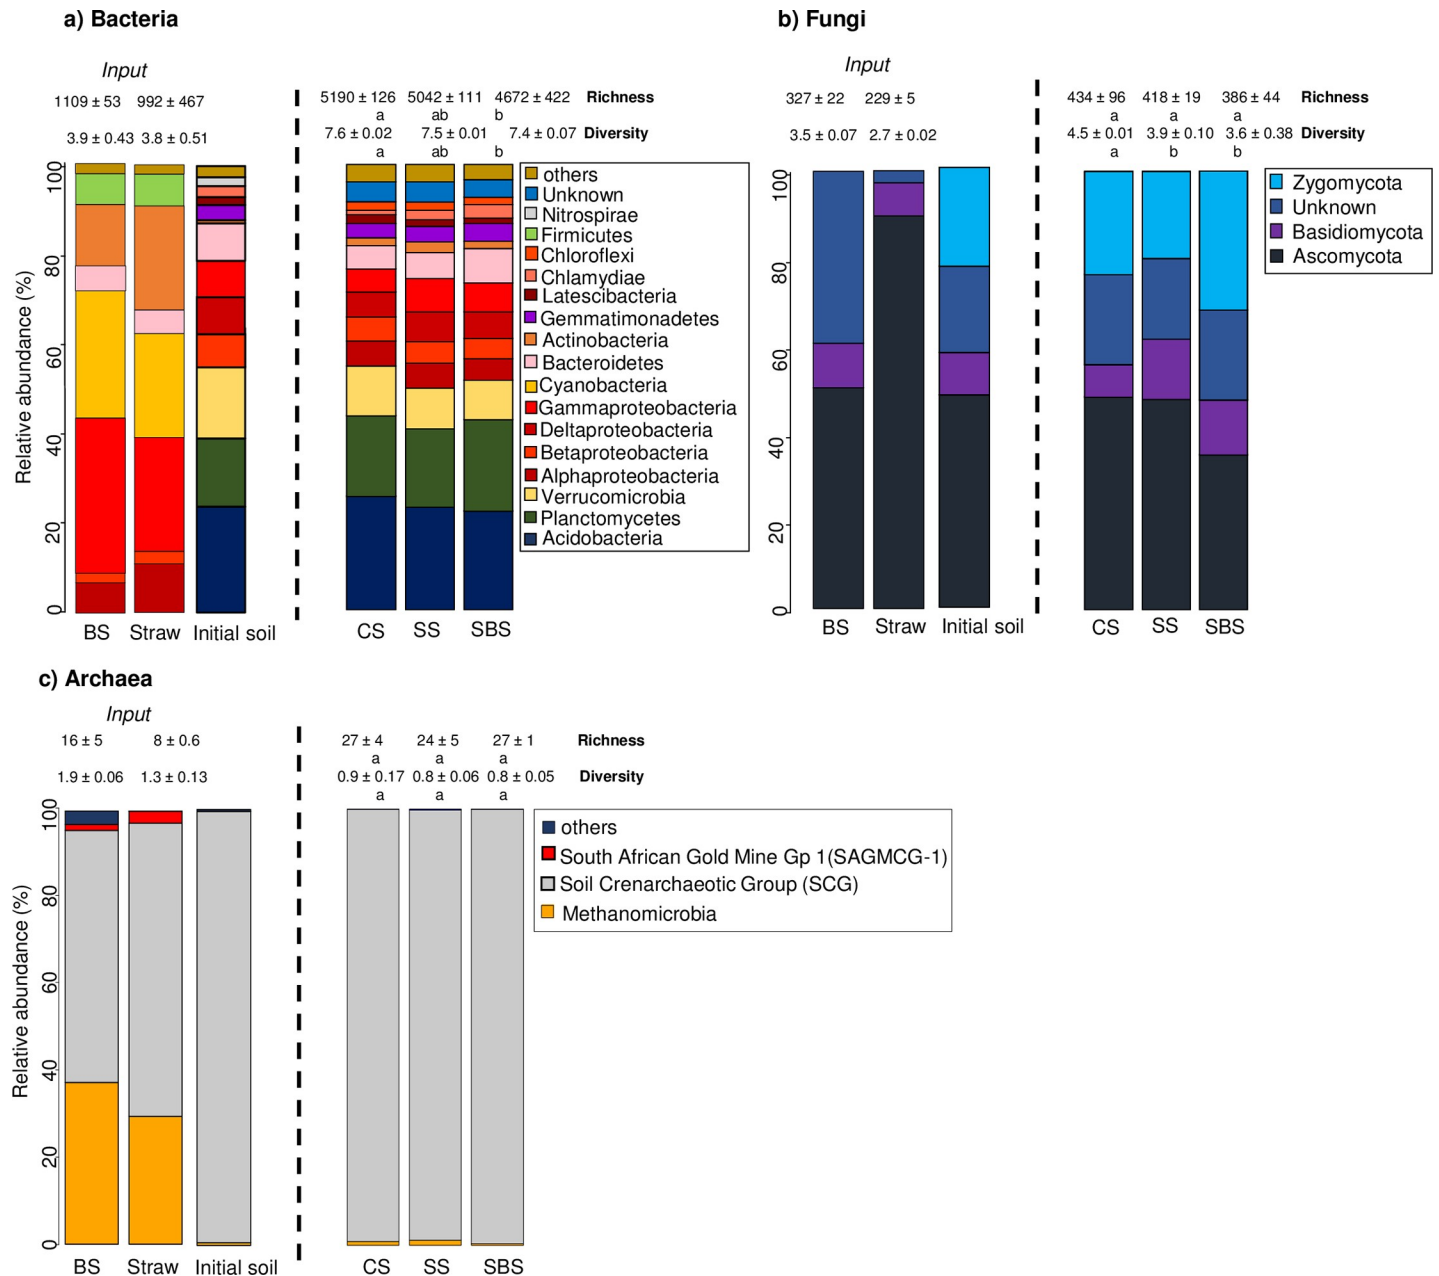 a) Bacteria
Input
1109 ± 53 992 ± 467
3.9 ± 0.43 3.8 ± 0.51
5190 ± 126 5042 ± 111 4672 ± 422 Richness
a ab b
7.6 ± 0.02 7.5 ± 0.01 7.4 ± 0.07 Diversity
a ab b
Relative abundance (%)
100
80
60
40
20
0
BS Straw Initial soil
CS SS SBS
others
Unknown
Nitrospirae
Firmicutes
Chloroflexi
Chlamydiae
Latescibacteria
Gemmatimonadetes
Actinobacteria
Bacteroidetes
Cyanobacteria
Gammaproteobacteria
Deltaproteobacteria
Betaproteobacteria
Alphaproteobacteria
Verrucomicrobia
Planctomycetes
Acidobacteria
b) Fungi
Input
327 ± 22 229 ± 5
3.5 ± 0.07 2.7 ± 0.02
434 ± 96 418 ± 19 386 ± 44 Richness
a a a
4.5 ± 0.01 3.9 ± 0.10 3.6 ± 0.38 Diversity
a b b
100
80
60
40
20
0
BS Straw Initial soil
CS SS SBS
Zygomycota
Unknown
Basidiomycota
Ascomycota
c) Archaea
Input
16 ± 5 8 ± 0.6
1.9 ± 0.06 1.3 ± 0.13
27 ± 4 24 ± 5 27 ± 1 Richness
a a a
0.9 ± 0.17 0.8 ± 0.06 0.8 ± 0.05 Diversity
a a a
Relative abundance (%)
100
80
60
40
20
0
BS Straw Initial soil
CS SS SBS
others
South African Gold Mine Gp 1(SAGMCG-1)
Soil Crenarchaeotic Group (SCG)
Methanomicrobia